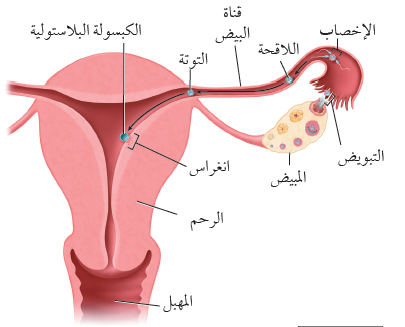 قناة
البيض
الإخصاب
اللاقحة
التوتة
الكبسولة البلاستولية
انغراس
المبيض
التبويض
الرحم
المهبل